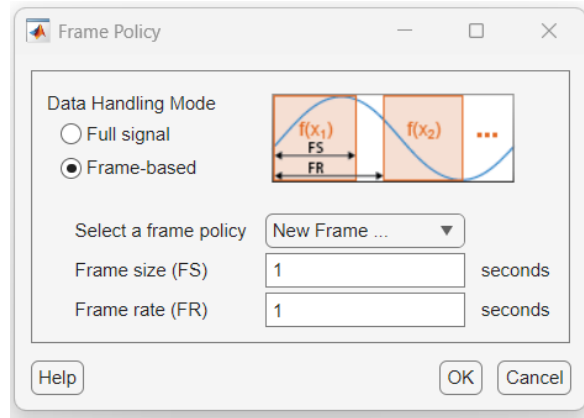 Frame Policy
Data Handling Mode
Full signal
Frame-based
f(x₁)
f(x₂)
...
FS
FR
Select a frame policy
New Frame ...
Frame size (FS)
1
seconds
Frame rate (FR)
1
seconds
Help
OK
Cancel